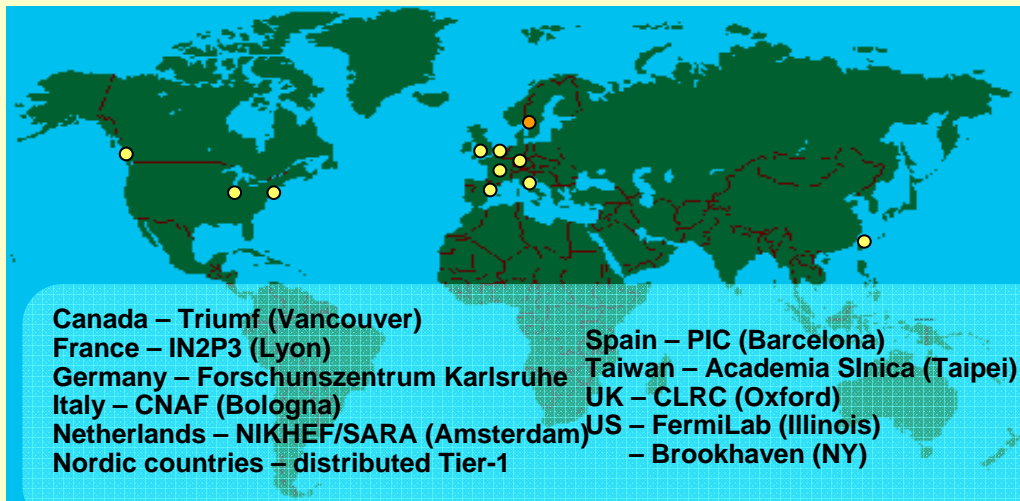 Canada – Triumf (Vancouver)
France – IN2P3 (Lyon)
Germany – Forschunszentrum Karlsruhe
Italy – CNAF (Bologna)
Netherlands – NIKHEF/SARA (Amsterdam)
Nordic countries – distributed Tier-1
Spain – PIC (Barcelona)
Taiwan – Academia SInica (Taipei)
UK – CLRC (Oxford)
US – FermiLab (Illinois)
– Brookhaven (NY)